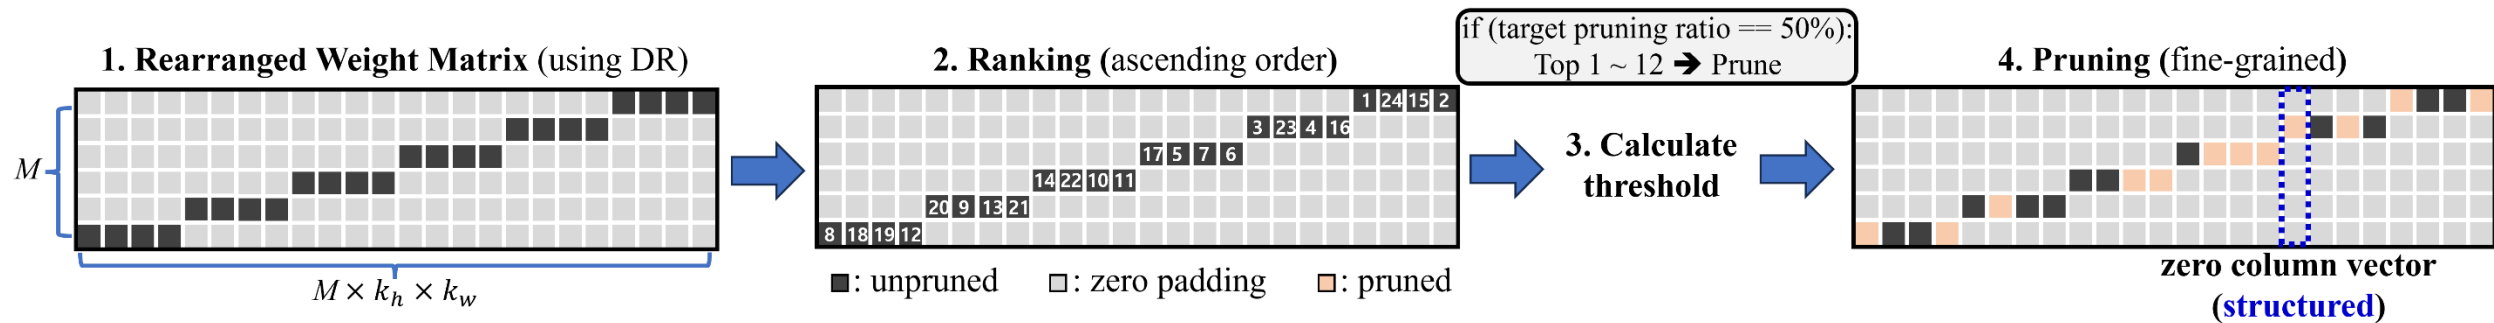 1. Rearranged Weight Matrix (using DR)
M
M × k_h × k_w
2. Ranking (ascending order)
1 24 15 2
3 23 4 16
17 5 7 6
14 22 10 11
20 9 13 21
8 18 19 12
: unpruned : zero padding : pruned
if (target pruning ratio == 50%):
Top 1 ~ 12 ➔ Prune
3. Calculate
threshold
4. Pruning (fine-grained)
zero column vector
(structured)